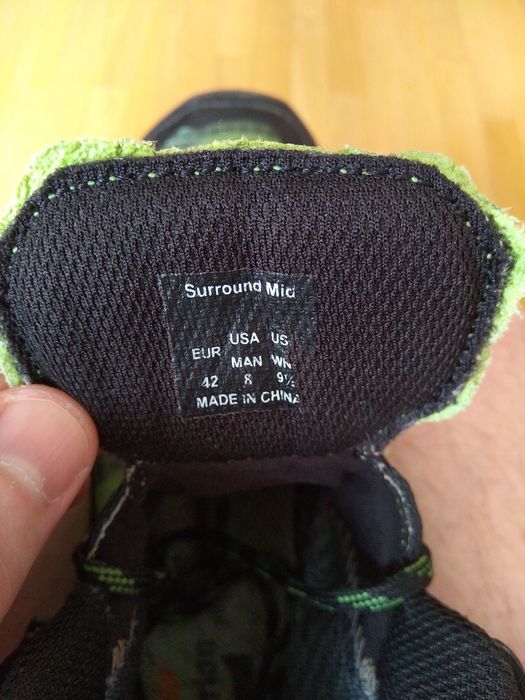 Surround Mid
USA US
EUR MAN WN
42 8 9½
MADE IN CHINA